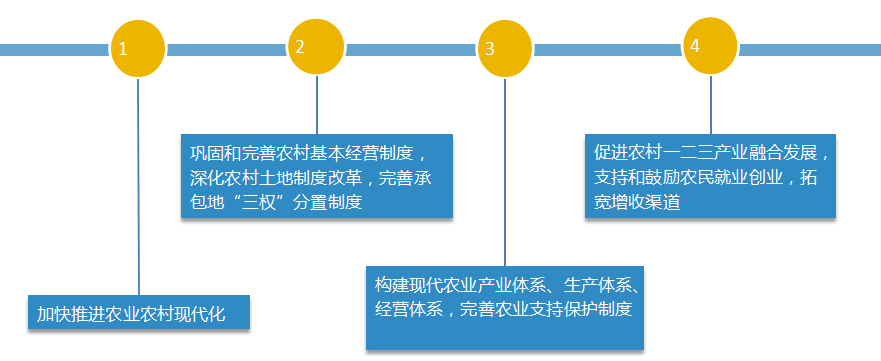 1
2
3
4
巩固和完善农村基本经营制度，
深化农村土地制度改革，完善承
包地“三权”分置制度
促进农村一二三产业融合发展，
支持和鼓励农民就业创业，拓
宽增收渠道
构建现代农业产业体系、生产体系、
经营体系，完善农业支持保护制度
加快推进农业农村现代化